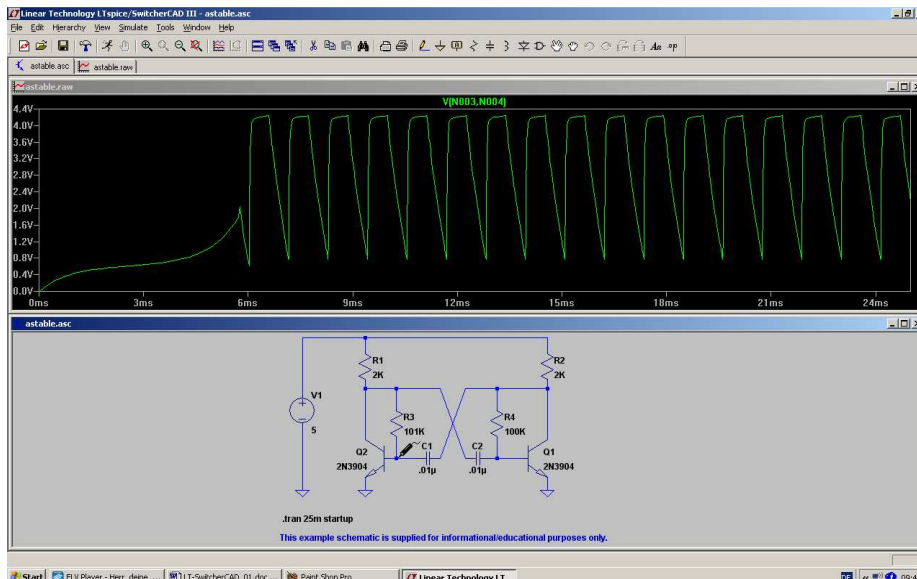 Linear Technology LTspice/SwitcherCAD III - astable.asc
File Edit Hierarchy View Simulate Tools Window Help
Aa .op
astable.asc astable.raw
astable.raw
V(N003,N004)
4.4V
4.0V
3.6V
3.2V
2.8V
2.4V
2.0V
1.6V
1.2V
0.8V
0.4V
0.0V
0ms 3ms 6ms 9ms 12ms 15ms 18ms 21ms 24ms
astable.asc
R1 R2
2K 2K
V1
R3 R4
101K 100K
5
C1 C2
Q2 Q1
2N3904 .01µ .01µ 2N3904
.tran 25m startup
This example schematic is supplied for informational/educational purposes only.
Start FLV Player - Herr, deine ... LT-SwitcherCAD_01.doc ... Paint Shop Pro Linear Technology LT... DE